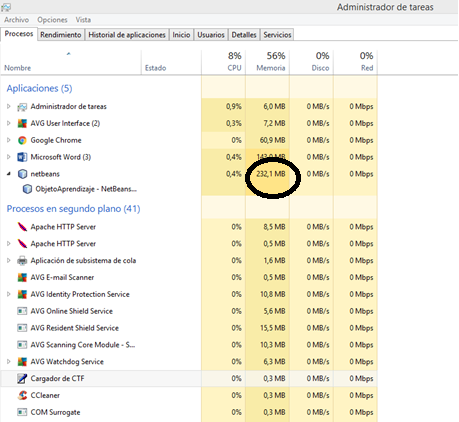 Administrador de tareas
Archivo Opciones Vista
Procesos Rendimiento Historial de aplicaciones Inicio Usuarios Detalles Servicios
8% 56% 0% 0%
Nombre Estado CPU Memoria Disco Red
Aplicaciones (5)
Administrador de tareas 0,9% 6,0 MB 0 MB/s 0 Mbps
AVG User Interface (2) 0,3% 7,2 MB 0 MB/s 0 Mbps
Google Chrome 0% 60,9 MB 0 MB/s 0 Mbps
Microsoft Word (3) 0,4% MB 0 MB/s 0 Mbps
netbeans 0,4% 232,1 MB 0 MB/s 0 Mbps
ObjetoAprendizaje - NetBeans...
Procesos en segundo plano (41)
Apache HTTP Server 0% 8,5 MB 0 MB/s 0 Mbps
Apache HTTP Server 0% 0,5 MB 0 MB/s 0 Mbps
Aplicación de subsistema de cola 0% 1,6 MB 0 MB/s 0 Mbps
AVG E-mail Scanner 0% 0,5 MB 0 MB/s 0 Mbps
AVG Identity Protection Service 0% 10,8 MB 0 MB/s 0 Mbps
AVG Online Shield Service 0% 5,6 MB 0 MB/s 0 Mbps
AVG Resident Shield Service 0% 15,5 MB 0 MB/s 0 Mbps
AVG Scanning Core Module - S... 0% 10,3 MB 0 MB/s 0 Mbps
AVG Watchdog Service 0% 6,3 MB 0 MB/s 0 Mbps
Cargador de CTF 0% 0,3 MB 0 MB/s 0 Mbps
CCleaner 0% 0,3 MB 0 MB/s 0 Mbps
COM Surrogate 0% 0,3 MB 0 MB/s 0 Mbps